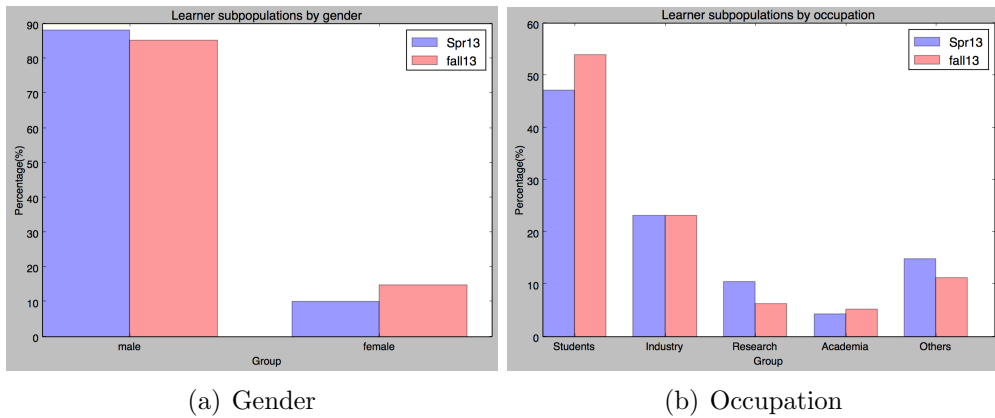 Learner subpopulations by gender
90
80
70
60
50
40
30
20
10
0
Percentage(%)
Spr13
fall13
male female
Group
(a) Gender
Learner subpopulations by occupation
60
50
40
30
20
10
0
Percentage(%)
Spr13
fall13
Students Industry Research Academia Others
Group
(b) Occupation